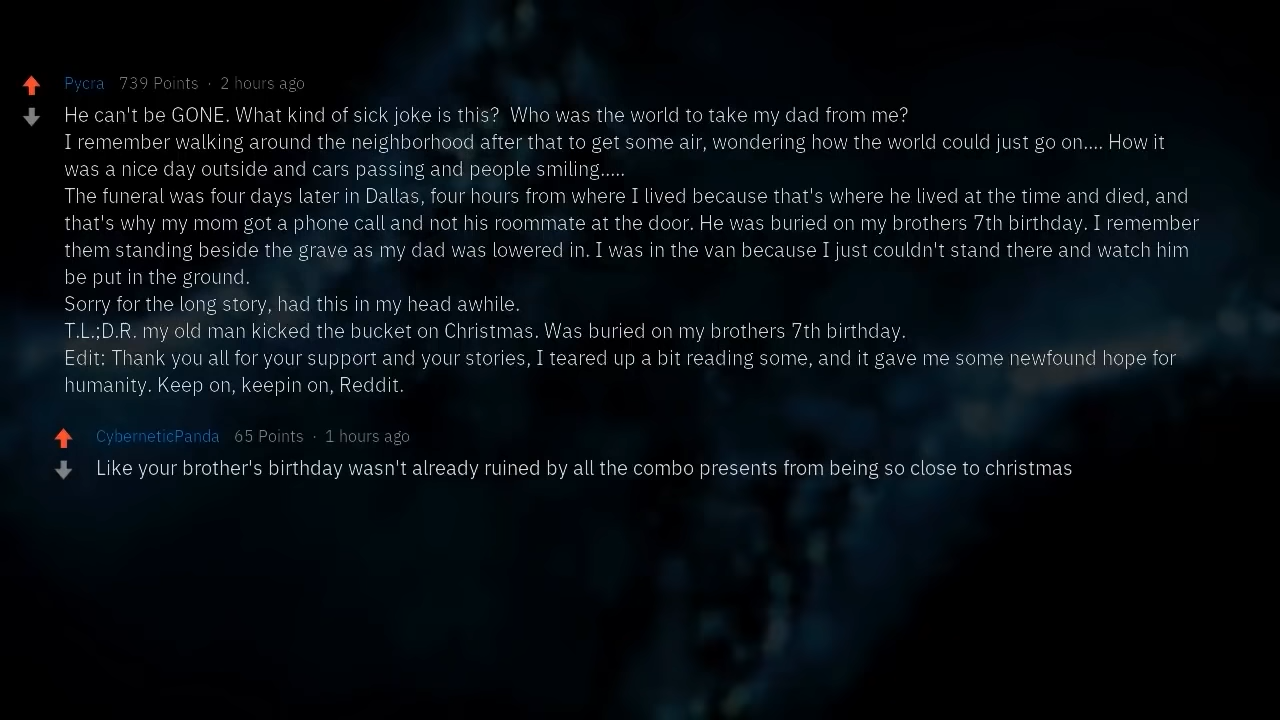 Pycra 739 Points · 2 hours ago
He can't be GONE. What kind of sick joke is this?  Who was the world to take my dad from me?
I remember walking around the neighborhood after that to get some air, wondering how the world could just go on.... How it
was a nice day outside and cars passing and people smiling.....
The funeral was four days later in Dallas, four hours from where I lived because that's where he lived at the time and died, and
that's why my mom got a phone call and not his roommate at the door. He was buried on my brothers 7th birthday. I remember
them standing beside the grave as my dad was lowered in. I was in the van because I just couldn't stand there and watch him
be put in the ground.
Sorry for the long story, had this in my head awhile.
T.L.;D.R. my old man kicked the bucket on Christmas. Was buried on my brothers 7th birthday.
Edit: Thank you all for your support and your stories, I teared up a bit reading some, and it gave me some newfound hope for
humanity. Keep on, keepin on, Reddit.
CyberneticPanda 65 Points · 1 hours ago
Like your brother's birthday wasn't already ruined by all the combo presents from being so close to christmas